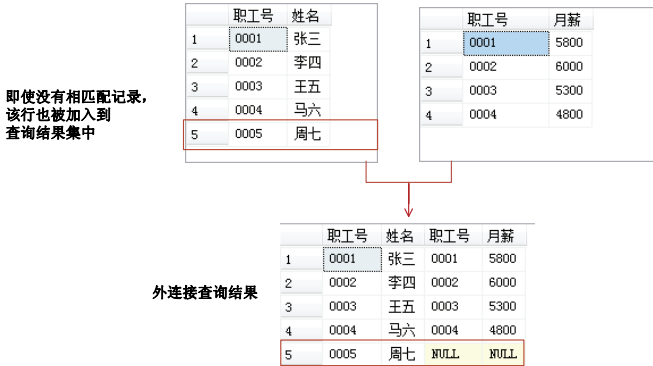 职工号 姓名
1 0001 张三
2 0002 李四
3 0003 王五
4 0004 马六
5 0005 周七
职工号 月薪
1 0001 5800
2 0002 6000
3 0003 5300
4 0004 4800
即使没有相匹配记录，
该行也被加入到
查询结果集中
外连接查询结果
职工号 姓名 职工号 月薪
1 0001 张三 0001 5800
2 0002 李四 0002 6000
3 0003 王五 0003 5300
4 0004 马六 0004 4800
5 0005 周七 NULL NULL